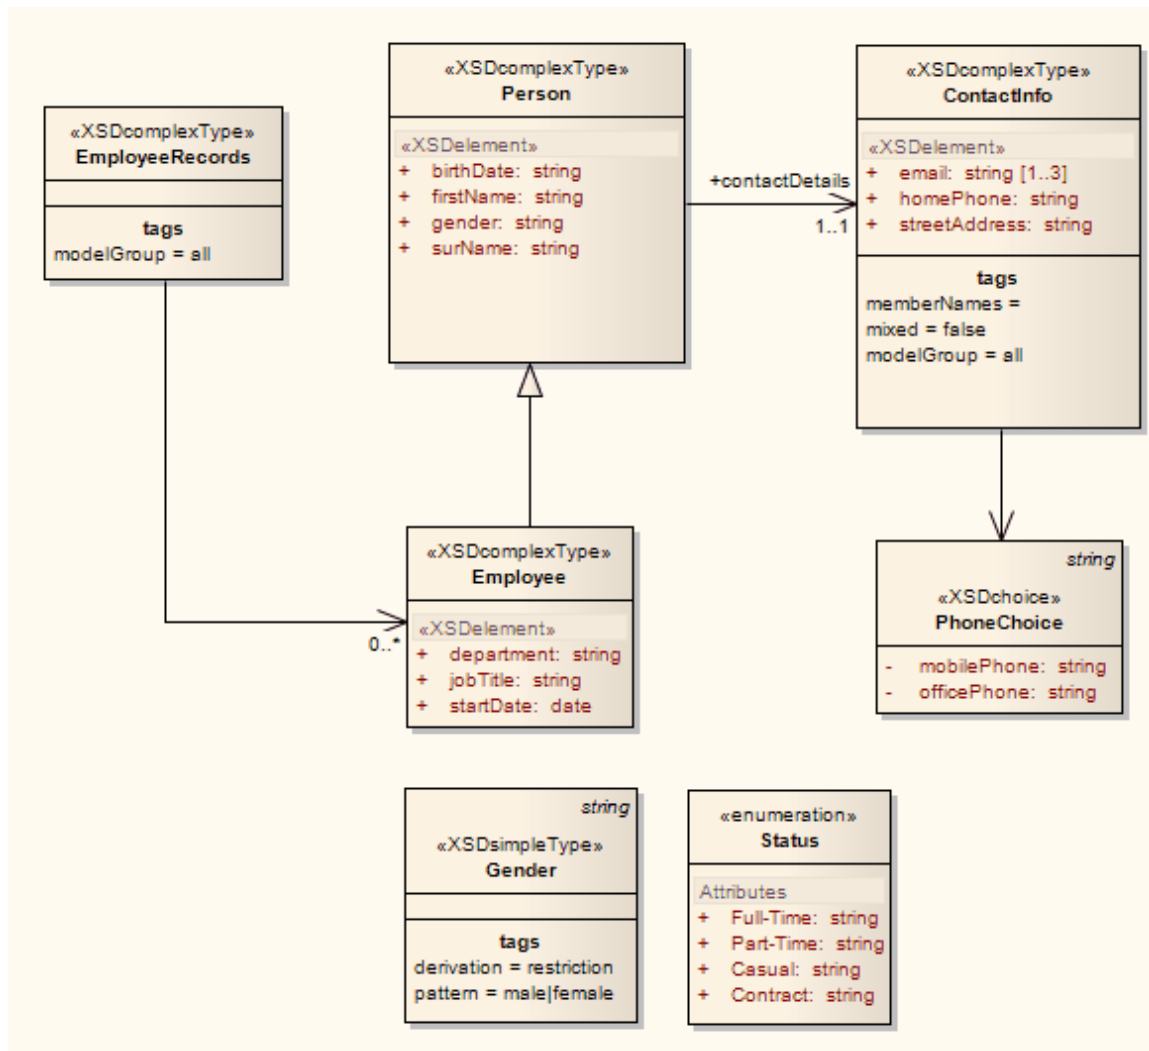 «XSDcomplexType»
EmployeeRecords
tags
modelGroup = all
«XSDcomplexType»
Person
«XSDelement»
+ birthDate: string
+ firstName: string
+ gender: string
+ surName: string
+contactDetails
1..1
«XSDcomplexType»
ContactInfo
«XSDelement»
+ email: string [1..3]
+ homePhone: string
+ streetAddress: string
tags
memberNames =
mixed = false
modelGroup = all
0..*
«XSDcomplexType»
Employee
«XSDelement»
+ department: string
+ jobTitle: string
+ startDate: date
string
«XSDchoice»
PhoneChoice
- mobilePhone: string
- officePhone: string
string
«XSDsimpleType»
Gender
tags
derivation = restriction
pattern = male|female
«enumeration»
Status
Attributes
+ Full-Time: string
+ Part-Time: string
+ Casual: string
+ Contract: string